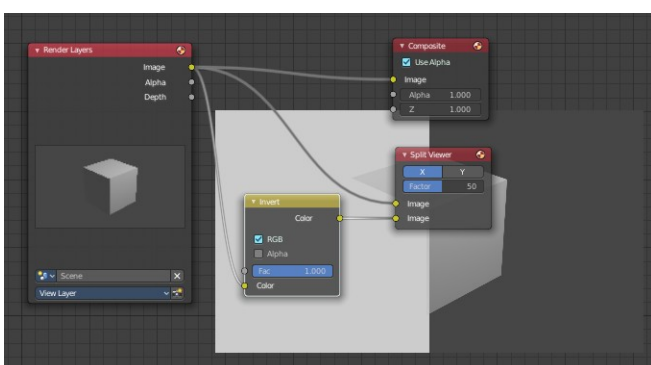 Render Layers
Image
Alpha
Depth
Scene
View Layer
Composite
Use Alpha
Image
Alpha 1.000
Z 1.000
Split Viewer
X Y
Factor 50
Image
Image
Invert
Color
RGB
Alpha
Fac 1.000
Color